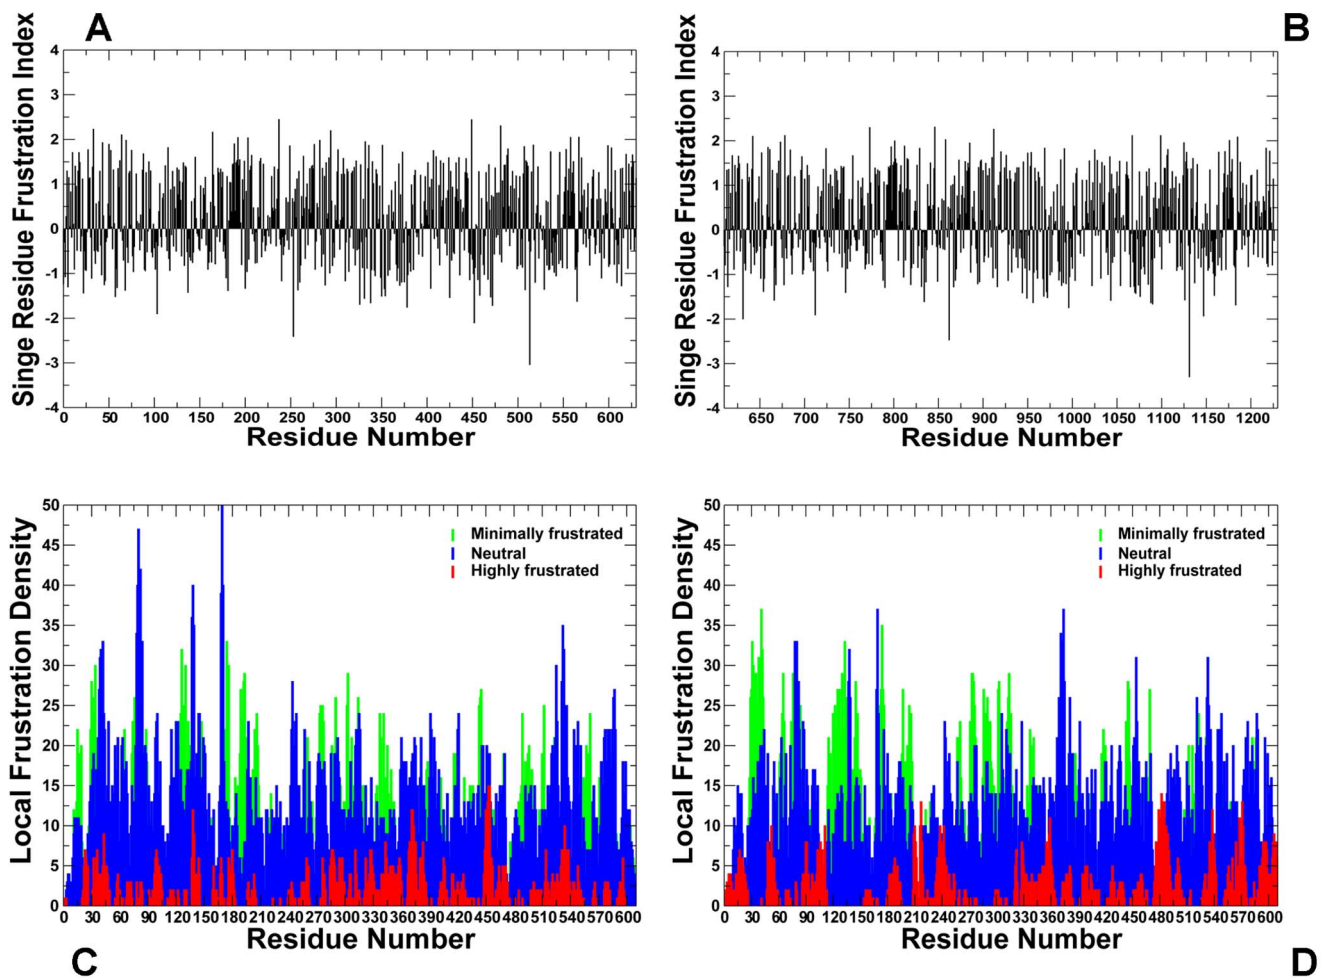 A
B
Singe Residue Frustration Index
4
3
2
1
0
-1
-2
-3
-4
0 50 100 150 200 250 300 350 400 450 500 550 600
Residue Number
Singe Residue Frustration Index
4
3
2
1
0
-1
-2
-3
-4
650 700 750 800 850 900 950 1000 1050 1100 1150 1200
Residue Number
Local Frustration Density
50
45
40
35
30
25
20
15
10
5
0
Minimally frustrated
Neutral
Highly frustrated
0 30 60 90 120 150 180 210 240 270 300 330 360 390 420 450 480 510 540 570 600
Residue Number
C
Local Frustration Density
50
45
40
35
30
25
20
15
10
5
0
Minimally frustrated
Neutral
Highly frustrated
0 30 60 90 120 150 180 210 240 270 300 330 360 390 420 450 480 510 540 570 600
Residue Number
D